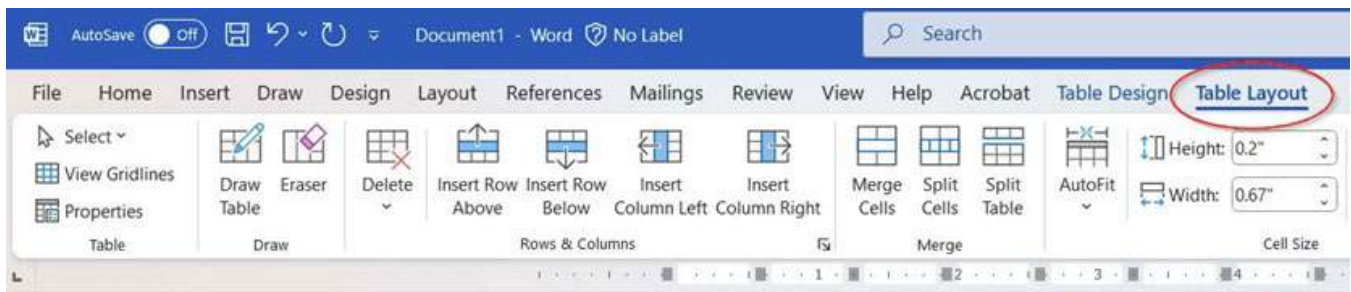 AutoSave Off Document1 - Word No Label Search
File Home Insert Draw Design Layout References Mailings Review View Help Acrobat Table Design Table Layout
Select
View Gridlines
Properties
Table
Draw Table
Eraser
Draw
Delete
Insert Row Above
Insert Row Below
Insert Column Left
Insert Column Right
Rows & Columns
Merge Cells
Split Cells
Split Table
Merge
AutoFit
Height: 0.2"
Width: 0.67"
Cell Size
1 2 3 4